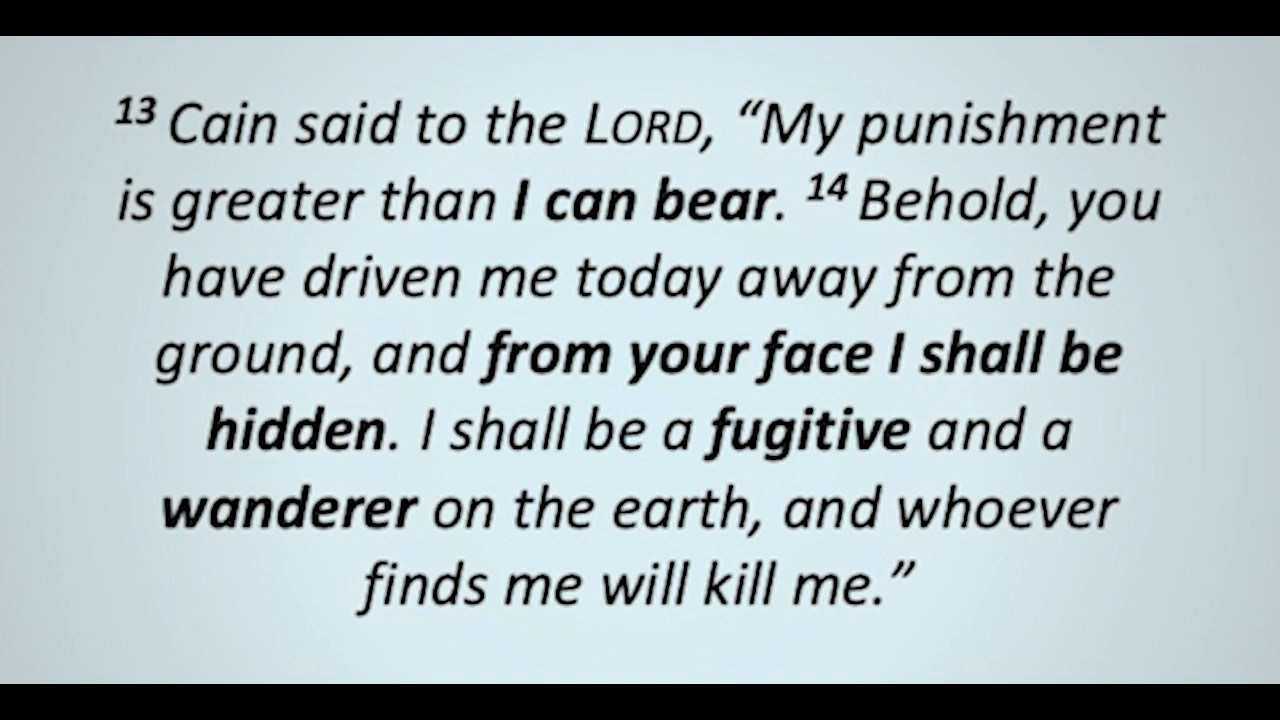 13 Cain said to the LORD, “My punishment
is greater than I can bear. 14 Behold, you
have driven me today away from the
ground, and from your face I shall be
hidden. I shall be a fugitive and a
wanderer on the earth, and whoever
finds me will kill me.”